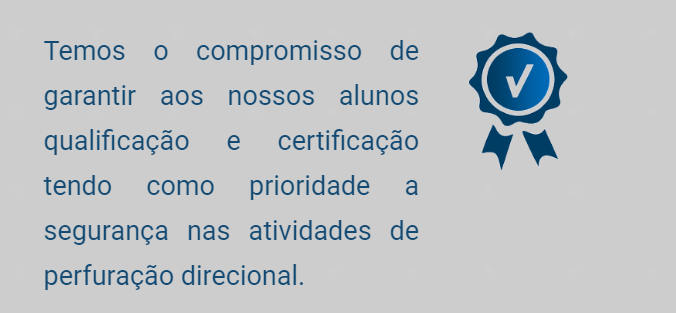 Temos o compromisso de
garantir aos nossos alunos
qualificação e certificação
tendo como prioridade a
segurança nas atividades de
perfuração direcional.